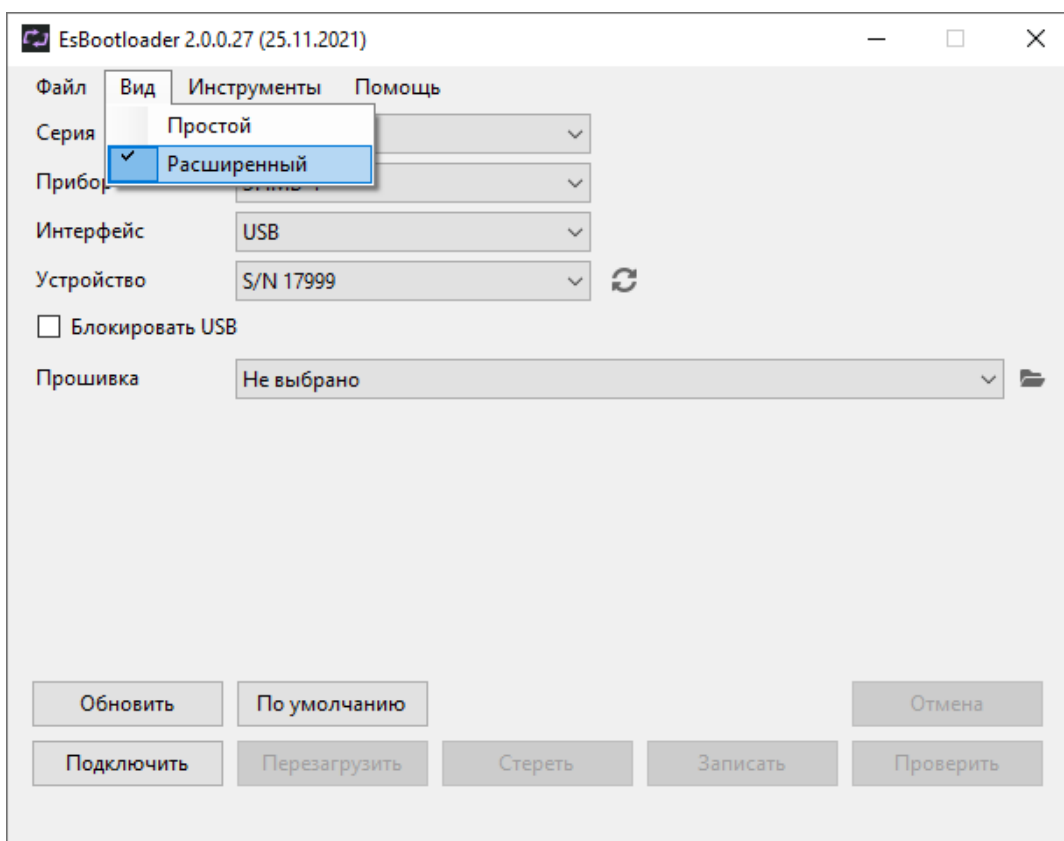 EsBootloader 2.0.0.27 (25.11.2021)
Файл Вид Инструменты Помощь
Серия Простой
Расширенный
Прибор
Интерфейс USB
Устройство S/N 17999
Блокировать USB
Прошивка Не выбрано
Обновить По умолчанию Отмена
Подключить Перезагрузить Стереть Записать Проверить